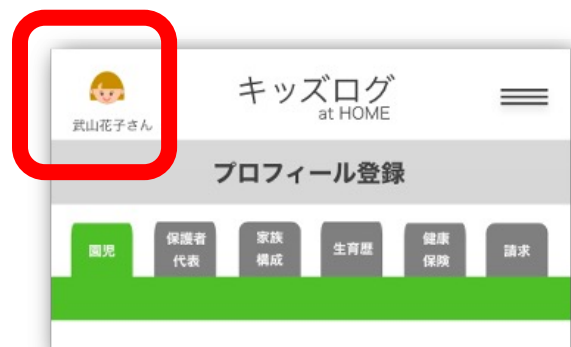 キッズログ
at HOME
武山花子さん
プロフィール登録
園児
保護者
代表
家族
構成
生育歴
健康
保険
請求